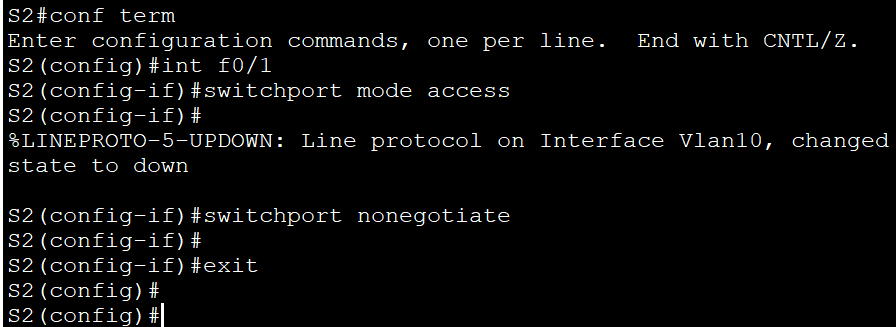 S2#conf term
Enter configuration commands, one per line.  End with CNTL/Z.
S2(config)#int f0/1
S2(config-if)#switchport mode access
S2(config-if)#
%LINEPROTO-5-UPDOWN: Line protocol on Interface Vlan10, changed
state to down

S2(config-if)#switchport nonegotiate
S2(config-if)#
S2(config-if)#exit
S2(config)#
S2(config)#